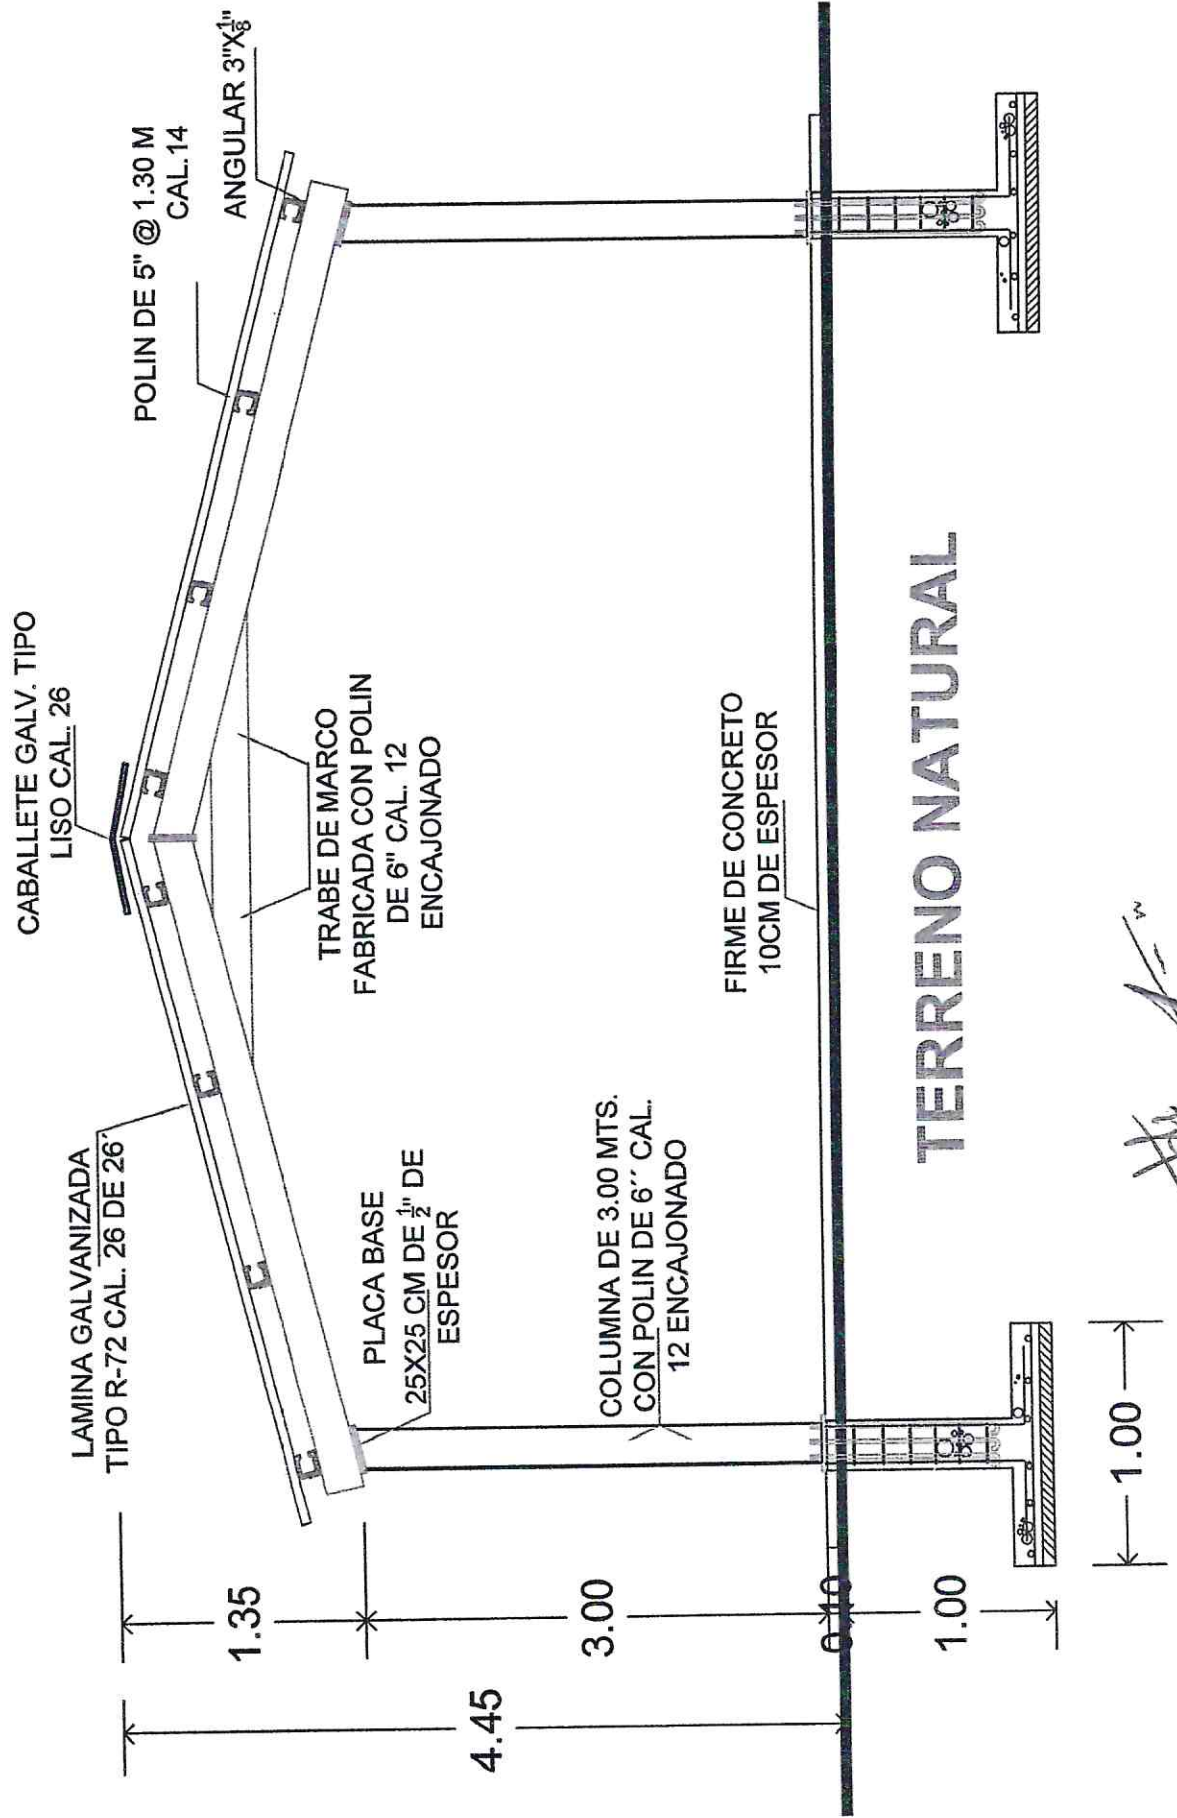 CABALLETE GALV. TIPO
LISO CAL. 26
POLIN DE 5" @ 1.30 M
CAL.14
ANGULAR 3"X1/8"
LAMINA GALVANIZADA
TIPO R-72 CAL. 26 DE 26´
TRABE DE MARCO
FABRICADA CON POLIN
DE 6" CAL. 12
ENCAJONADO
PLACA BASE
25X25 CM DE 1/2" DE
ESPESOR
COLUMNA DE 3.00 MTS.
CON POLIN DE 6´´ CAL.
12 ENCAJONADO
FIRME DE CONCRETO
10CM DE ESPESOR
TERRENO NATURAL
1.35
3.00
0.10
1.00
4.45
1.00